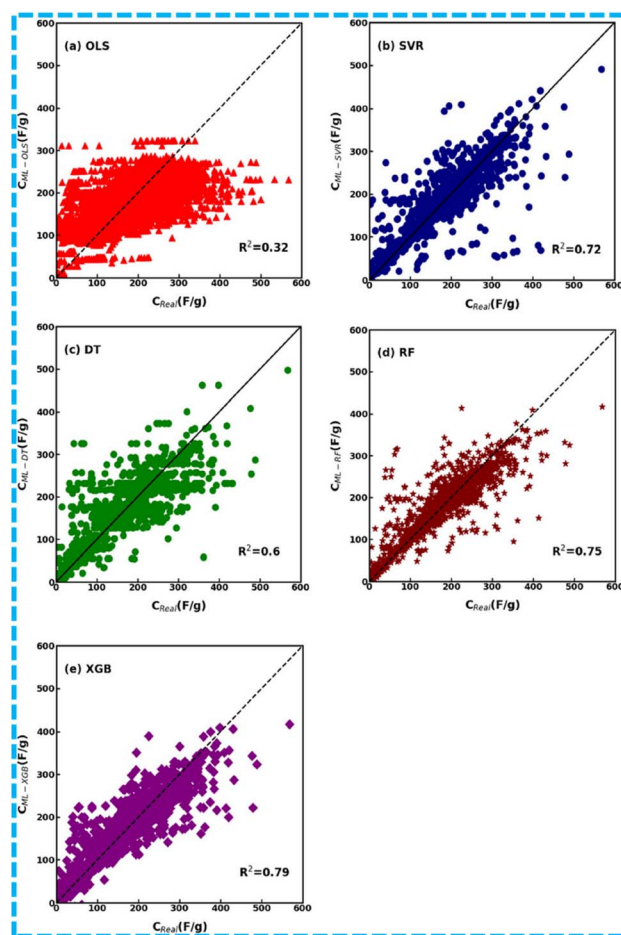 (a) OLS
600
500
400
300
200
100
0
0 100 200 300 400 500 600
C_ML−OLS(F/g)
C_Real(F/g)
R²=0.32
(b) SVR
600
500
400
300
200
100
0
0 100 200 300 400 500 600
C_ML−SVR(F/g)
C_Real(F/g)
R²=0.72
(c) DT
600
500
400
300
200
100
0
0 100 200 300 400 500 600
C_ML−DT(F/g)
C_Real(F/g)
R²=0.6
(d) RF
600
500
400
300
200
100
0
0 100 200 300 400 500 600
C_ML−RF(F/g)
C_Real(F/g)
R²=0.75
(e) XGB
600
500
400
300
200
100
0
0 100 200 300 400 500 600
C_ML−XGB(F/g)
C_Real(F/g)
R²=0.79